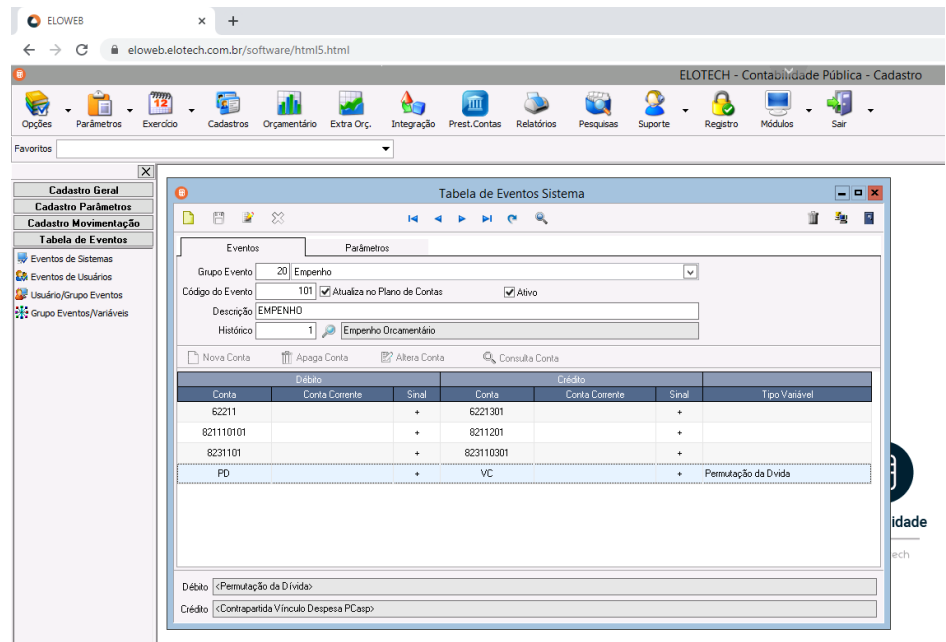 ELOWEB
eloweb.elotech.com.br/software/html5.html
ELOTECH - Contabilidade Pública - Cadastro
Opções Parâmetros Exercício Cadastros Orçamentário Extra Orç. Integração Prest.Contas Relatórios Pesquisas Suporte Registro Módulos Sair
Favoritos
Cadastro Geral
Cadastro Parâmetros
Cadastro Movimentação
Tabela de Eventos
Eventos de Sistemas
Eventos de Usuários
Usuário/Grupo Eventos
Grupo Eventos/Variáveis
Tabela de Eventos Sistema
Eventos Parâmetros
Grupo Evento 20 Empenho
Código do Evento 101 Atualiza no Plano de Contas Ativo
Descrição EMPENHO
Histórico 1 Empenho Orcamentário
Nova Conta Apaga Conta Altera Conta Consulta Conta
Débito Crédito
Conta Conta Corrente Sinal Conta Conta Corrente Sinal Tipo Variável
62211 + 6221301 +
821110101 + 8211201 +
8231101 + 823110301 +
PD + VC + Permutação da Dvida
Débito <Permutação da Dívida>
Crédito <Contrapartida Vínculo Despesa PCasp>
idade
ech